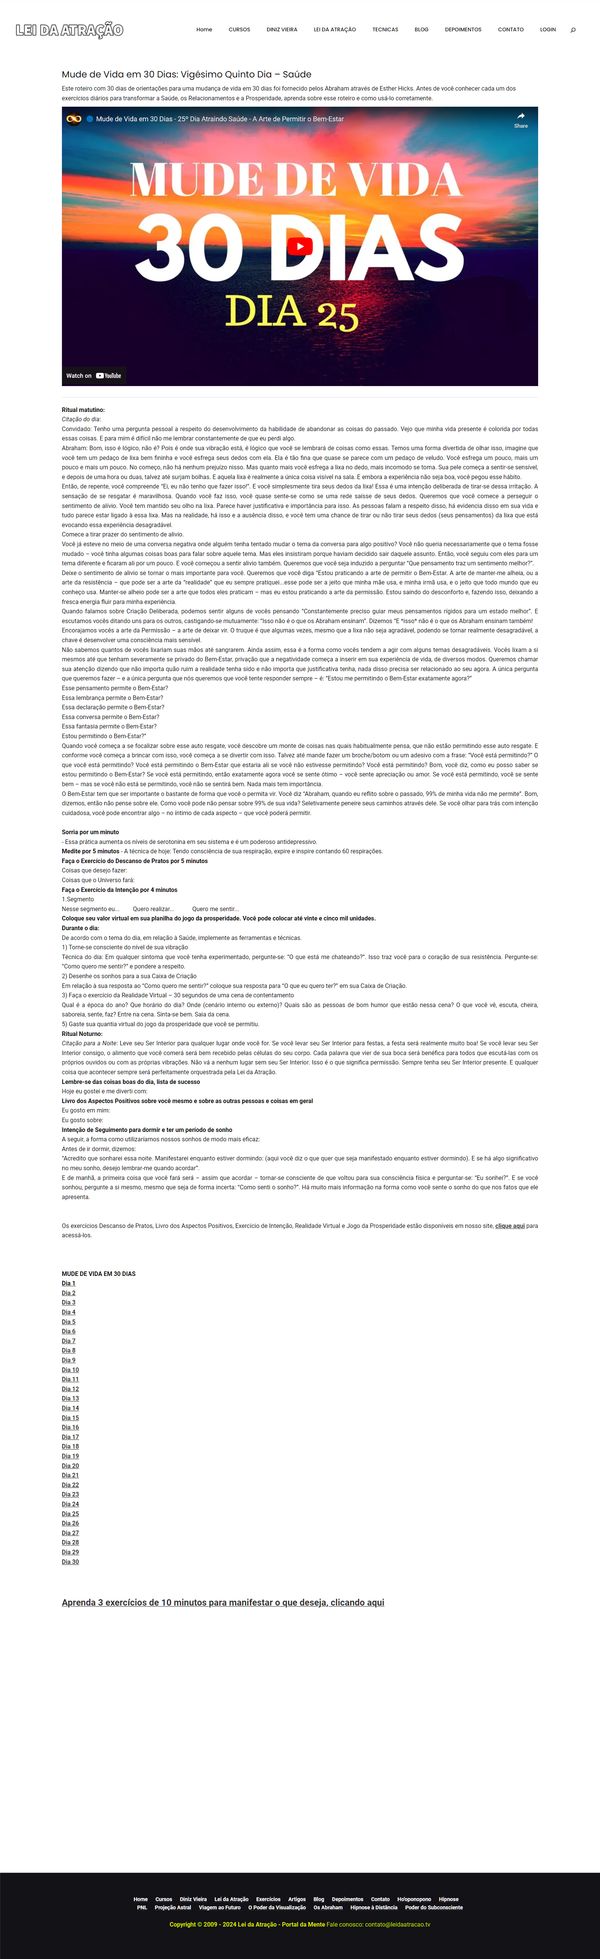 LEI DA ATRAÇÃO
Home CURSOS DINIZ VIEIRA LEI DA ATRAÇÃO TECNICAS BLOG DEPOIMENTOS CONTATO LOGIN
Mude de Vida em 30 Dias: Vigésimo Quinto Dia – Saúde
Este roteiro com 30 dias de orientações para uma mudança de vida em 30 dias foi fornecido pelos Abraham através de Esther Hicks. Antes de você conhecer cada um dos
exercícios diários para transformar a Saúde, os Relacionamentos e a Prosperidade, aprenda sobre esse roteiro e como usá-lo corretamente.
Mude de Vida em 30 Dias - 25º Dia Atraindo Saúde - A Arte de Permitir o Bem-Estar
Share
MUDE DE VIDA
30 DIAS
DIA 25
Watch on YouTube
Ritual matutino:
Citação do dia:
Convidado: Tenho uma pergunta pessoal a respeito do desenvolvimento da habilidade de abandonar as coisas do passado. Vejo que minha vida presente é colorida por todas
essas coisas. E para mim é difícil não me lembrar constantemente de que eu perdi algo.
Abraham: Bom, isso é lógico, não é? Pois é onde sua vibração está, é lógico que você se lembrará de coisas como essas. Temos uma forma divertida de olhar isso, imagine que
você tem um pedaço de lixa bem fininha e você esfrega seus dedos com ela. Ela é tão fina que quase se parece com um pedaço de veludo. Você esfrega um pouco, mais um
pouco e mais um pouco. No começo, não há nenhum prejuízo nisso. Mas quanto mais você esfrega a lixa no dedo, mais incomodo se torna. Sua pele começa a sentir-se sensível,
e depois de uma hora ou duas, talvez até surjam bolhas. E aquela lixa é realmente a única coisa visível na sala. E embora a experiência não seja boa, você pegou esse hábito.
Então, de repente, você compreende "Ei, eu não tenho que fazer isso!". E você simplesmente tira seus dedos da lixa! Essa é uma intenção deliberada de tirar-se dessa irritação. A
sensação de se resgatar é maravilhosa. Quando você faz isso, você quase sente-se como se uma rede saísse de seus dedos. Queremos que você comece a perseguir o
sentimento de alívio. Você tem mantido seu olho na lixa. Parece haver justificativa e importância para isso. As pessoas falam a respeito disso, há evidencia disso em sua vida e
tudo parece estar ligado à essa lixa. Mas na realidade, há isso e a ausência disso, e você tem uma chance de tirar ou não tirar seus dedos (seus pensamentos) da lixa que está
evocando essa experiência desagradável.
Comece a tirar prazer do sentimento de alívio.
Você já esteve no meio de uma conversa negativa onde alguém tenha tentado mudar o tema da conversa para algo positivo? Você não queria necessariamente que o tema fosse
mudado – você tinha algumas coisas boas para falar sobre aquele tema. Mas eles insistiram porque haviam decidido sair daquele assunto. Então, você seguiu com eles para um
tema diferente e ficaram ali por um pouco. E você começou a sentir alívio também. Queremos que você seja induzido a perguntar "Que pensamento traz um sentimento melhor?".
Deixe o sentimento de alívio se tornar o mais importante para você. Queremos que você diga "Estou praticando a arte de permitir o Bem-Estar. A arte de manter-me alheia, ou a
arte da resistência – que pode ser a arte da "realidade" que eu sempre pratiquei...esse pode ser a jeito que minha mãe usa, e minha irmã usa, e o jeito que todo mundo que eu
conheço usa. Manter-se alheio pode ser a arte que todos eles praticam – mas eu estou praticando a arte da permissão. Estou saindo do desconforto e, fazendo isso, deixando a
fresca energia fluir para minha experiência.
Quando falamos sobre Criação Deliberada, podemos sentir alguns de vocês pensando "Constantemente preciso guiar meus pensamentos rígidos para um estado melhor". E
escutamos vocês ditando uns para os outros, castigando-se mutuamente: "Isso não é o que os Abraham ensinam". Dizemos "E *isso* não é o que os Abraham ensinam também!
Encorajamos vocês a arte da Permissão – a arte de deixar vir. O truque é que algumas vezes, mesmo que a lixa não seja agradável, podendo se tornar realmente desagradável, a
chave é desenvolver uma consciência mais sensível.
Não sabemos quantos de vocês lixariam suas mãos até sangrarem. Ainda assim, essa é a forma como vocês tendem a agir com alguns temas desagradáveis. Vocês lixam a si
mesmos até que tenham severamente se privado do Bem-Estar, privação que a negatividade começa a inserir em sua experiência de vida, de diversos modos. Queremos chamar
sua atenção dizendo que não importa quão ruim a realidade tenha sido e não importa que justificativa tenha, nada disso precisa ser relacionado ao seu agora. A única pergunta
que queremos fazer – e a única pergunta que nós queremos que você tente responder sempre – é: "Estou me permitindo o Bem-Estar exatamente agora?"
Esse pensamento permite o Bem-Estar?
Essa lembrança permite o Bem-Estar?
Essa declaração permite o Bem-Estar?
Essa conversa permite o Bem-Estar?
Essa fantasia permite o Bem-Estar?
Estou permitindo o Bem-Estar?"
Quando você começa a se focalizar sobre esse auto resgate, você descobre um monte de coisas nas quais habitualmente pensa, que não estão permitindo esse auto resgate. E
conforme você começa a brincar com isso, você começa a se divertir com isso. Talvez até mande fazer um broche/botom ou um adesivo com a frase: "Você está permitindo?" O
que você está permitindo? Você está permitindo o Bem-Estar que estaria ali se você não estivesse permitindo? Você está permitindo? Bom, você diz, como eu posso saber se
estou permitindo o Bem-Estar? Se você está permitindo, então exatamente agora você se sente ótimo – você sente apreciação ou amor. Se você está permitindo, você se sente
bem – mas se você não está se permitindo, você não se sentirá bem. Nada mais tem importância.
O Bem-Estar tem que ser importante o bastante de forma que você o permita vir. Você diz "Abraham, quando eu reflito sobre o passado, 99% de minha vida não me permite". Bom,
dizemos, então não pense sobre ele. Como você pode não pensar sobre 99% de sua vida? Seletivamente peneire seus caminhos através dele. Se você olhar para trás com intenção
cuidadosa, você pode encontrar algo – no íntimo de cada aspecto – que você poderá permitir.
Sorria por um minuto
- Essa prática aumenta os níveis de serotonina em seu sistema e é um poderoso antidepressivo.
Medite por 5 minutos - A técnica de hoje: Tendo consciência de sua respiração, expire e inspire contando 60 respirações.
Faça o Exercício do Descanso de Pratos por 5 minutos
Coisas que desejo fazer:
Coisas que o Universo fará:
Faça o Exercício da Intenção por 4 minutos
1.Segmento
Nesse segmento eu... Quero realizar... Quero me sentir...
Coloque seu valor virtual em sua planilha do jogo da prosperidade. Você pode colocar até vinte e cinco mil unidades.
Durante o dia:
De acordo com o tema do dia, em relação à Saúde, implemente as ferramentas e técnicas.
1) Torne-se consciente do nível de sua vibração
Técnica do dia: Em qualquer sintoma que você tenha experimentado, pergunte-se: "O que está me chateando?". Isso traz você para o coração de sua resistência. Pergunte-se:
"Como quero me sentir?" e pondere a respeito.
2) Desenhe os sonhos para a sua Caixa de Criação
Em relação à sua resposta ao "Como quero me sentir?" coloque sua resposta para "O que eu quero ter?" em sua Caixa de Criação.
3) Faça o exercício da Realidade Virtual – 30 segundos de uma cena de contentamento
Qual é a época do ano? Que horário do dia? Onde (cenário interno ou externo)? Quais são as pessoas de bom humor que estão nessa cena? O que você vê, escuta, cheira,
saboreia, sente, faz? Entre na cena. Sinta-se bem. Saia da cena.
5) Gaste sua quantia virtual do jogo da prosperidade que você se permitiu.
Ritual Noturno:
Citação para a Noite: Leve seu Ser Interior para qualquer lugar onde você for. Se você levar seu Ser Interior para festas, a festa será realmente muito boa! Se você levar seu Ser
Interior consigo, o alimento que você comerá será bem recebido pelas células do seu corpo. Cada palavra que vier de sua boca será benéfica para todos que escutá-las com os
próprios ouvidos ou com as próprias vibrações. Não vá a nenhum lugar sem seu Ser Interior. Isso é o que significa permissão. Sempre tenha seu Ser Interior presente. E qualquer
coisa que acontecer sempre será perfeitamente orquestrada pela Lei da Atração.
Lembre-se das coisas boas do dia, lista de sucesso
Hoje eu gostei e me diverti com:
Livro dos Aspectos Positivos sobre você mesmo e sobre as outras pessoas e coisas em geral
Eu gosto em mim:
Eu gosto sobre:
Intenção de Seguimento para dormir e ter um período de sonho
A seguir, a forma como utilizaríamos nossos sonhos de modo mais eficaz:
Antes de ir dormir, dizemos:
"Acredito que sonharei essa noite. Manifestarei enquanto estiver dormindo: (aqui você diz o que quer que seja manifestado enquanto estiver dormindo). E se há algo significativo
no meu sonho, desejo lembrar-me quando acordar".
E de manhã, a primeira coisa que você fará será – assim que acordar – tornar-se consciente de que voltou para sua consciência física e perguntar-se: "Eu sonhei?". E se você
sonhou, pergunte a si mesmo, mesmo que seja de forma incerta: "Como senti o sonho?". Há muito mais informação na forma como você sente o sonho do que nos fatos que ele
apresenta.
Os exercícios Descanso de Pratos, Livro dos Aspectos Positivos, Exercício de Intenção, Realidade Virtual e Jogo da Prosperidade estão disponíveis em nosso site, clique aqui para
acessá-los.
MUDE DE VIDA EM 30 DIAS
Dia 1
Dia 2
Dia 3
Dia 4
Dia 5
Dia 6
Dia 7
Dia 8
Dia 9
Dia 10
Dia 11
Dia 12
Dia 13
Dia 14
Dia 15
Dia 16
Dia 17
Dia 18
Dia 19
Dia 20
Dia 21
Dia 22
Dia 23
Dia 24
Dia 25
Dia 26
Dia 27
Dia 28
Dia 29
Dia 30
Aprenda 3 exercícios de 10 minutos para manifestar o que deseja, clicando aqui
Home Cursos Diniz Vieira Lei da Atração Exercícios Artigos Blog Depoimentos Contato Ho'oponopono Hipnose
PNL Projeção Astral Viagem ao Futuro O Poder da Visualização Os Abraham Hipnose à Distância Poder do Subconsciente
Copyright © 2009 - 2024 Lei da Atração - Portal da Mente Fale conosco: contato@leidaatracao.tv